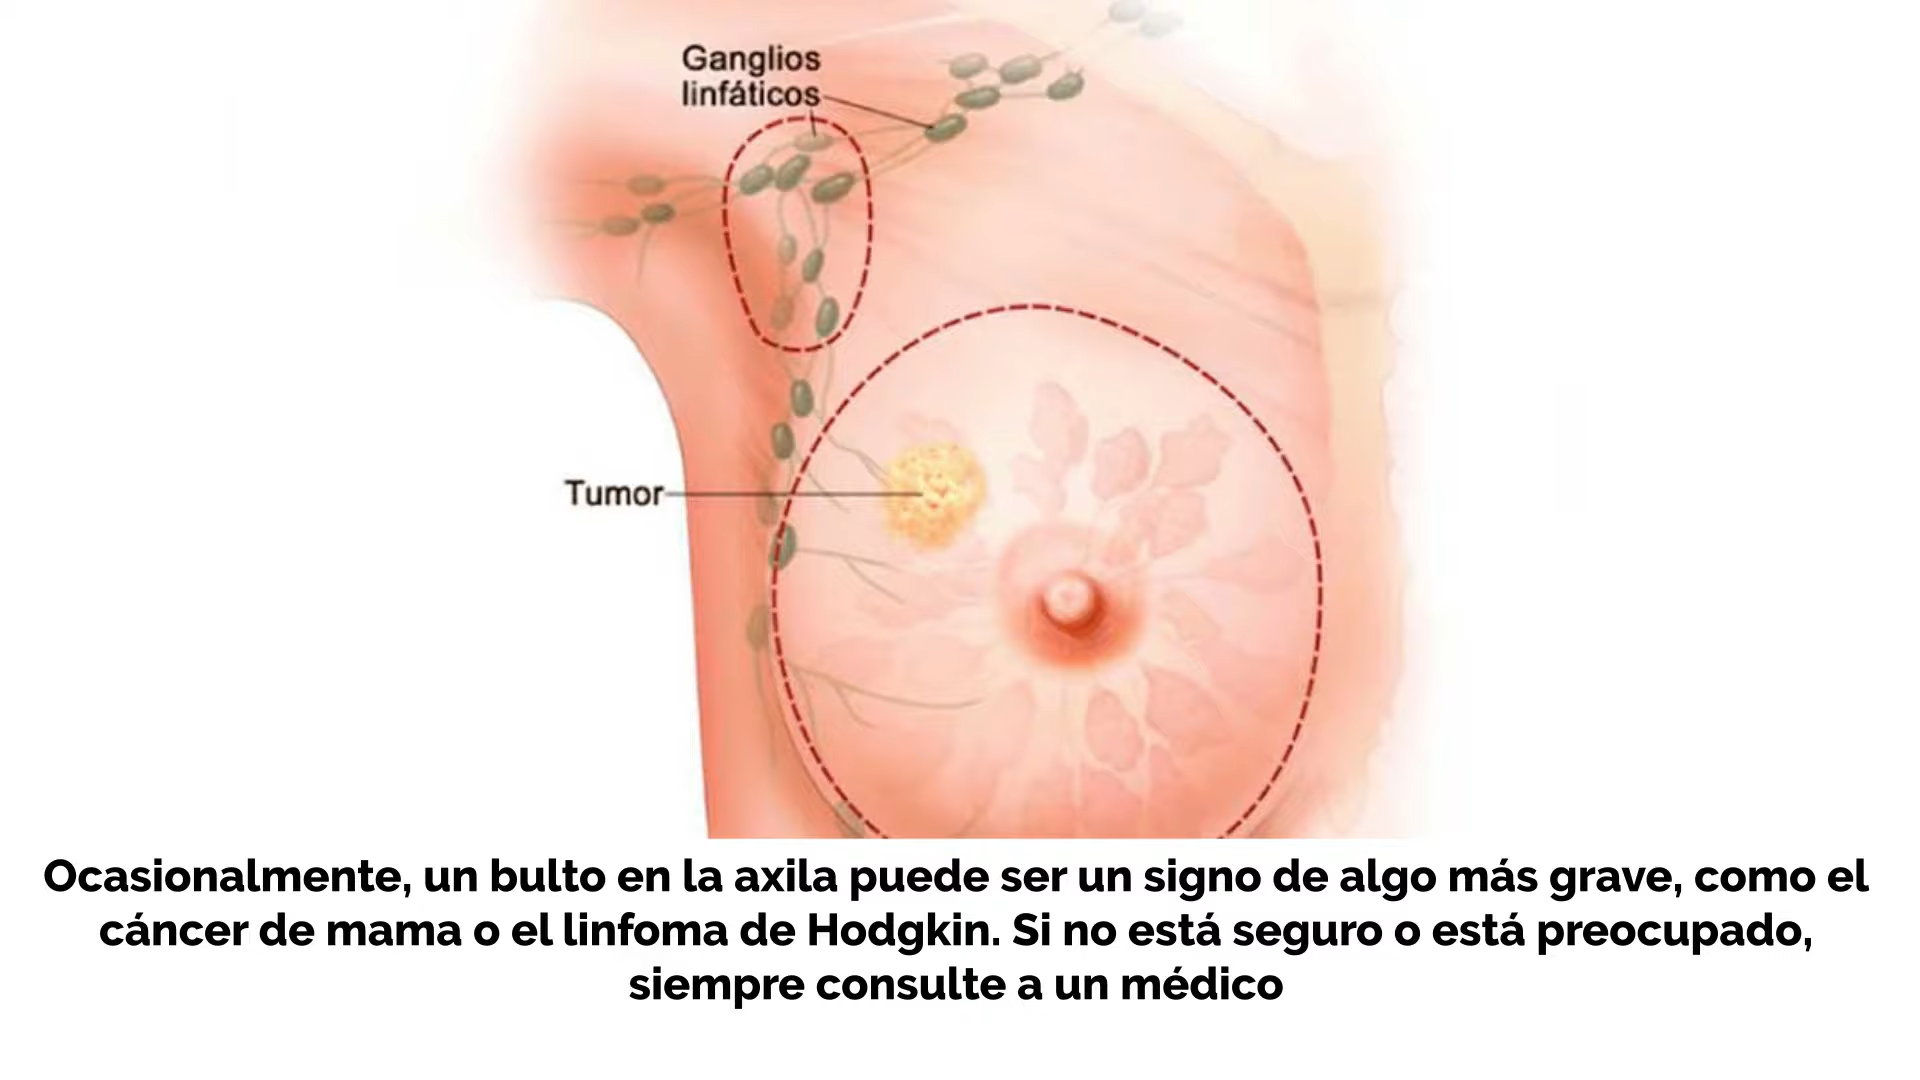 Ganglios
linfáticos
Tumor
Ocasionalmente, un bulto en la axila puede ser un signo de algo más grave, como el
cáncer de mama o el linfoma de Hodgkin. Si no está seguro o está preocupado,
siempre consulte a un médico